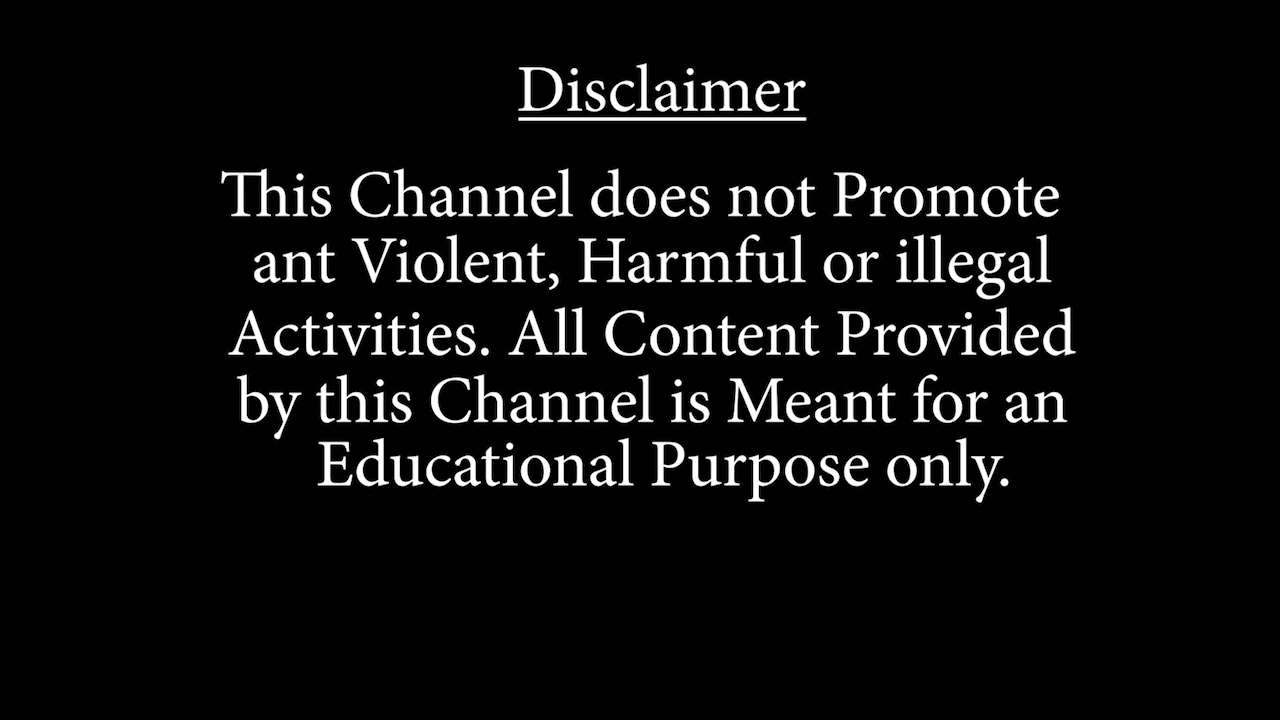 Disclaimer
This Channel does not Promote
ant Violent, Harmful or illegal
Activities. All Content Provided
by this Channel is Meant for an
Educational Purpose only.